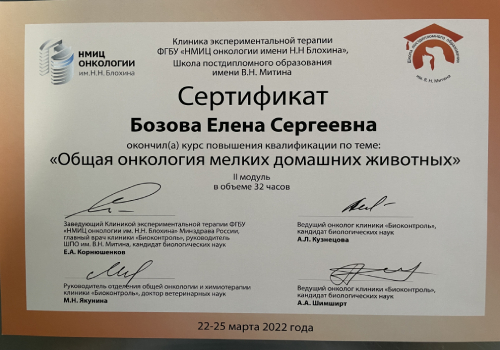 НМИЦ
ОНКОЛОГИИ
им.Н.Н. Блохина
Клиника экспериментальной терапии
ФГБУ «НМИЦ онкологии имени Н.Н Блохина»,
Школа постдипломного образования
имени В.Н. Митина
Школа постдипломного образования
им. В. Н. Митина
Сертификат
Бозова Елена Сергеевна
окончил(а) курс повышения квалификации по теме:
«Общая онкология мелких домашних животных»
II модуль
в объеме 32 часов
Заведующий Клиникой экспериментальной терапии ФГБУ
«НМИЦ онкологии им. Н.Н. Блохина» Минздрава России,
главный врач клиники «Биоконтроль», руководитель
ШПО им. В.Н. Митина, кандидат биологических наук
Е.А. Корнюшенков
Ведущий онколог клиники «Биоконтроль»,
кандидат биологических наук
А.Л. Кузнецова
Руководитель отделения общей онкологии и химиотерапии
клиники «Биоконтроль», доктор ветеринарных наук
М.Н. Якунина
Ведущий онколог клиники «Биоконтроль»,
кандидат биологических наук
А.А. Шимширт
22-25 марта 2022 года